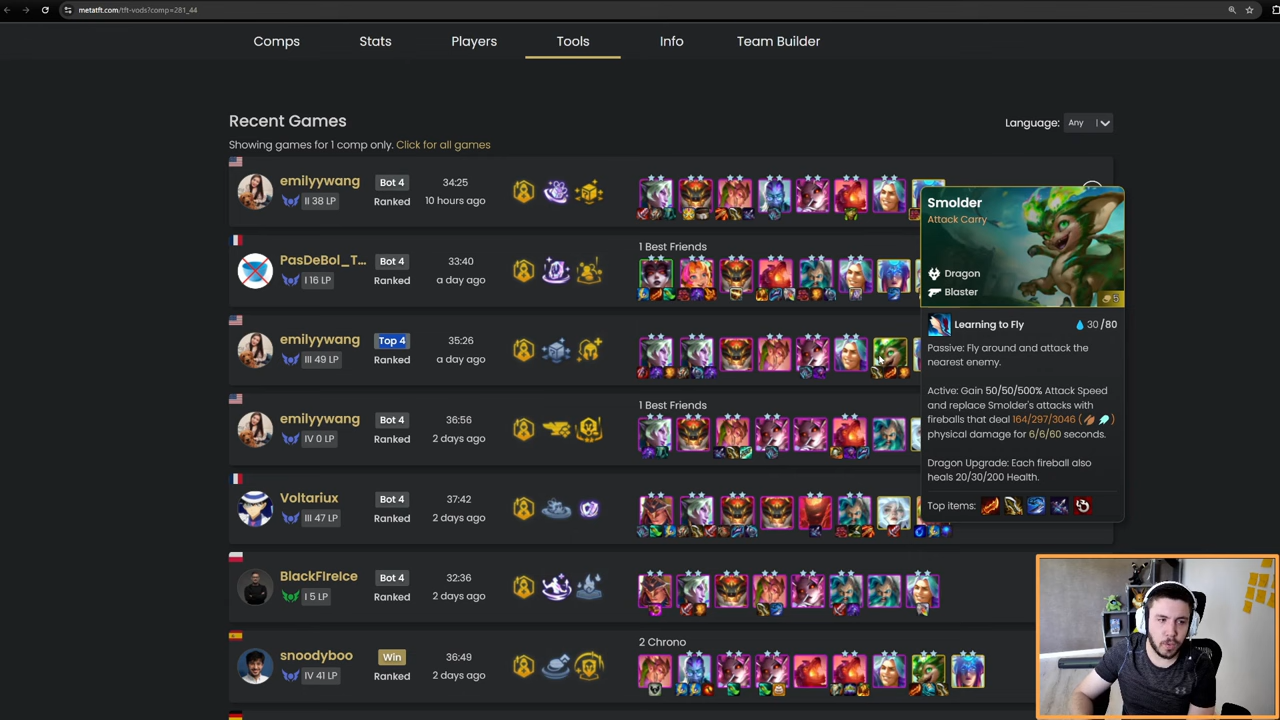 metatft.com/tft-vods?comp=281_44
Comps
Stats
Players
Tools
Info
Team Builder
Recent Games
Language:
Any
Showing games for 1 comp only. Click for all games
emilyywang
II 38 LP
Bot 4
Ranked
34:25
10 hours ago
PasDeBol_T...
I 16 LP
Bot 4
Ranked
33:40
a day ago
1 Best Friends
emilyywang
III 49 LP
Top 4
Ranked
35:26
a day ago
emilyywang
IV 0 LP
Bot 4
Ranked
36:56
2 days ago
1 Best Friends
Voltariux
III 47 LP
Bot 4
Ranked
37:42
2 days ago
BlackFIreIce
I 5 LP
Bot 4
Ranked
32:36
2 days ago
snoodyboo
IV 41 LP
Win
Ranked
36:49
2 days ago
2 Chrono
Smolder
Attack Carry
Dragon
Blaster
5
Learning to Fly
30/80
Passive: Fly around and attack the
nearest enemy.
Active: Gain 50/50/500% Attack Speed
and replace Smolder's attacks with
fireballs that deal 164/297/3046 ( )
physical damage for 6/6/60 seconds.
Dragon Upgrade: Each fireball also
heals 20/30/200 Health.
Top items: